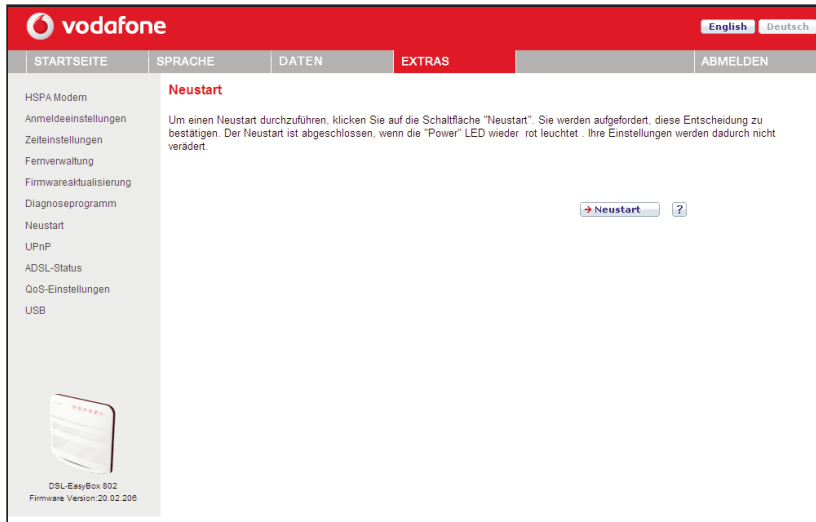 vodafone
English Deutsch
STARTSEITE SPRACHE DATEN EXTRAS ABMELDEN
HSPA Modem
Anmeldeeinstellungen
Zeiteinstellungen
Fernverwaltung
Firmwareaktualisierung
Diagnoseprogramm
Neustart
UPnP
ADSL-Status
QoS-Einstellungen
USB
DSL-EasyBox 802
Firmware Version:20.02.206
Neustart
Um einen Neustart durchzuführen, klicken Sie auf die Schaltfläche "Neustart". Sie werden aufgefordert, diese Entscheidung zu
bestätigen. Der Neustart ist abgeschlossen, wenn die "Power" LED wieder rot leuchtet . Ihre Einstellungen werden dadurch nicht
verädert.
Neustart ?